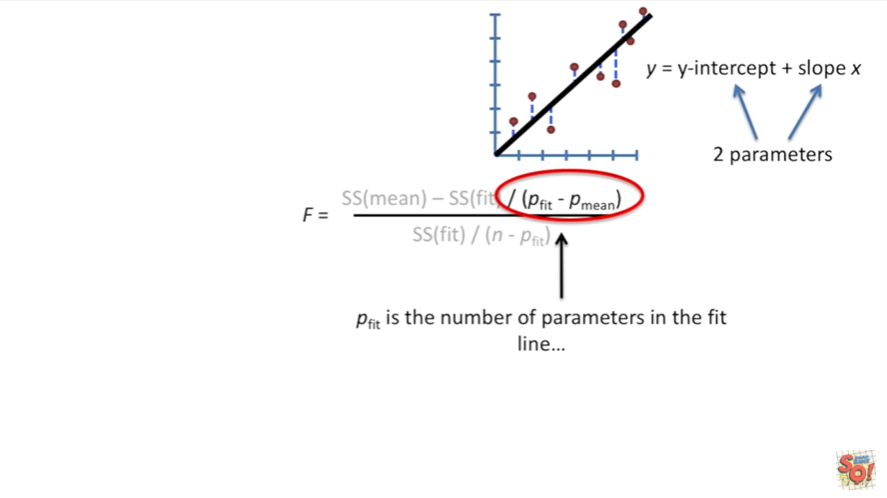 y = y-intercept + slope x
2 parameters
SS(mean) – SS(fit) / (pfit - pmean)
F =
SS(fit) / (n - pfit)
pfit is the number of parameters in the fit
line...
SQ!